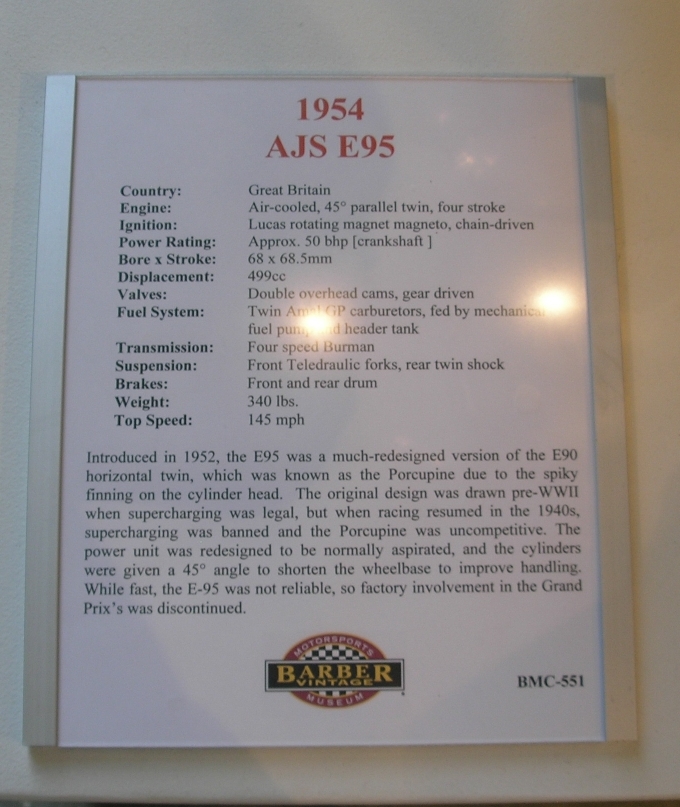 1954
AJS E95
Country: Great Britain
Engine: Air-cooled, 45° parallel twin, four stroke
Ignition: Lucas rotating magnet magneto, chain-driven
Power Rating: Approx. 50 bhp [crankshaft ]
Bore x Stroke: 68 x 68.5mm
Displacement: 499cc
Valves: Double overhead cams, gear driven
Fuel System: Twin Amal GP carburetors, fed by mechanical
fuel pump and header tank
Transmission: Four speed Burman
Suspension: Front Teledraulic forks, rear twin shock
Brakes: Front and rear drum
Weight: 340 lbs.
Top Speed: 145 mph
Introduced in 1952, the E95 was a much-redesigned version of the E90
horizontal twin, which was known as the Porcupine due to the spiky
finning on the cylinder head. The original design was drawn pre-WWII
when supercharging was legal, but when racing resumed in the 1940s,
supercharging was banned and the Porcupine was uncompetitive. The
power unit was redesigned to be normally aspirated, and the cylinders
were given a 45° angle to shorten the wheelbase to improve handling.
While fast, the E-95 was not reliable, so factory involvement in the Grand
Prix's was discontinued.
MOTORSPORTS
BARBER
VINTAGE
MUSEUM
BMC-551